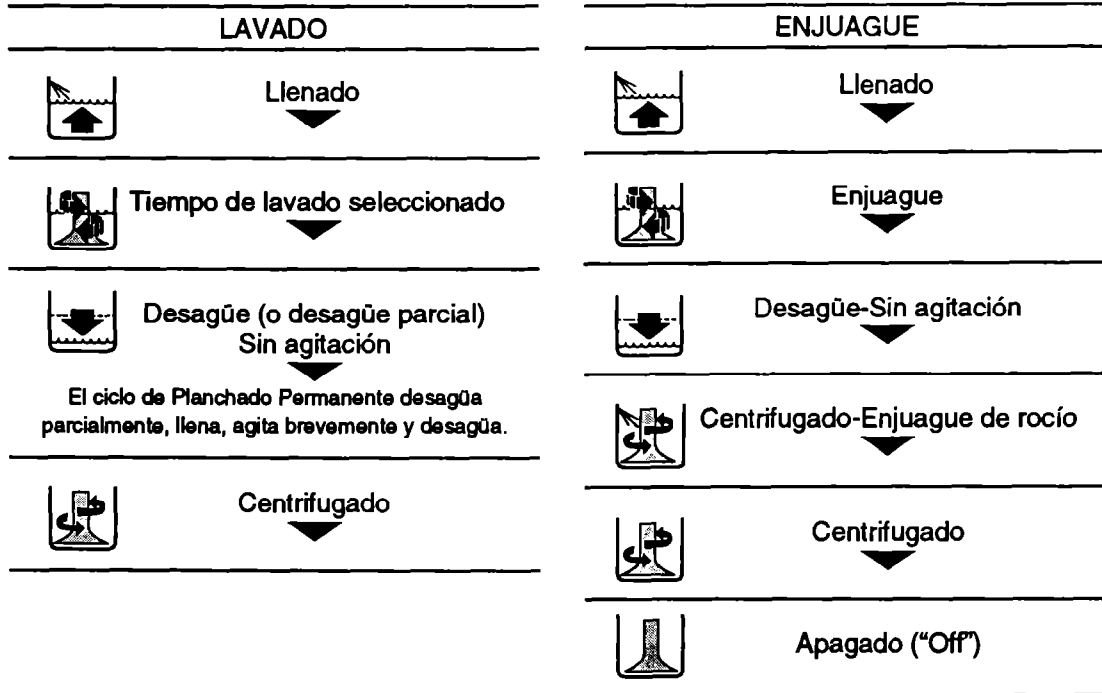 LAVADO
Llenado
Tiempo de lavado seleccionado
Desagüe (o desagüe parcial)
Sin agitación
El ciclo de Planchado Permanente desagüa
parcialmente, llena, agita brevemente y desagüa.
Centrifugado
ENJUAGUE
Llenado
Enjuague
Desagüe-Sin agitación
Centrifugado-Enjuague de rocío
Centrifugado
Apagado (“Off”)